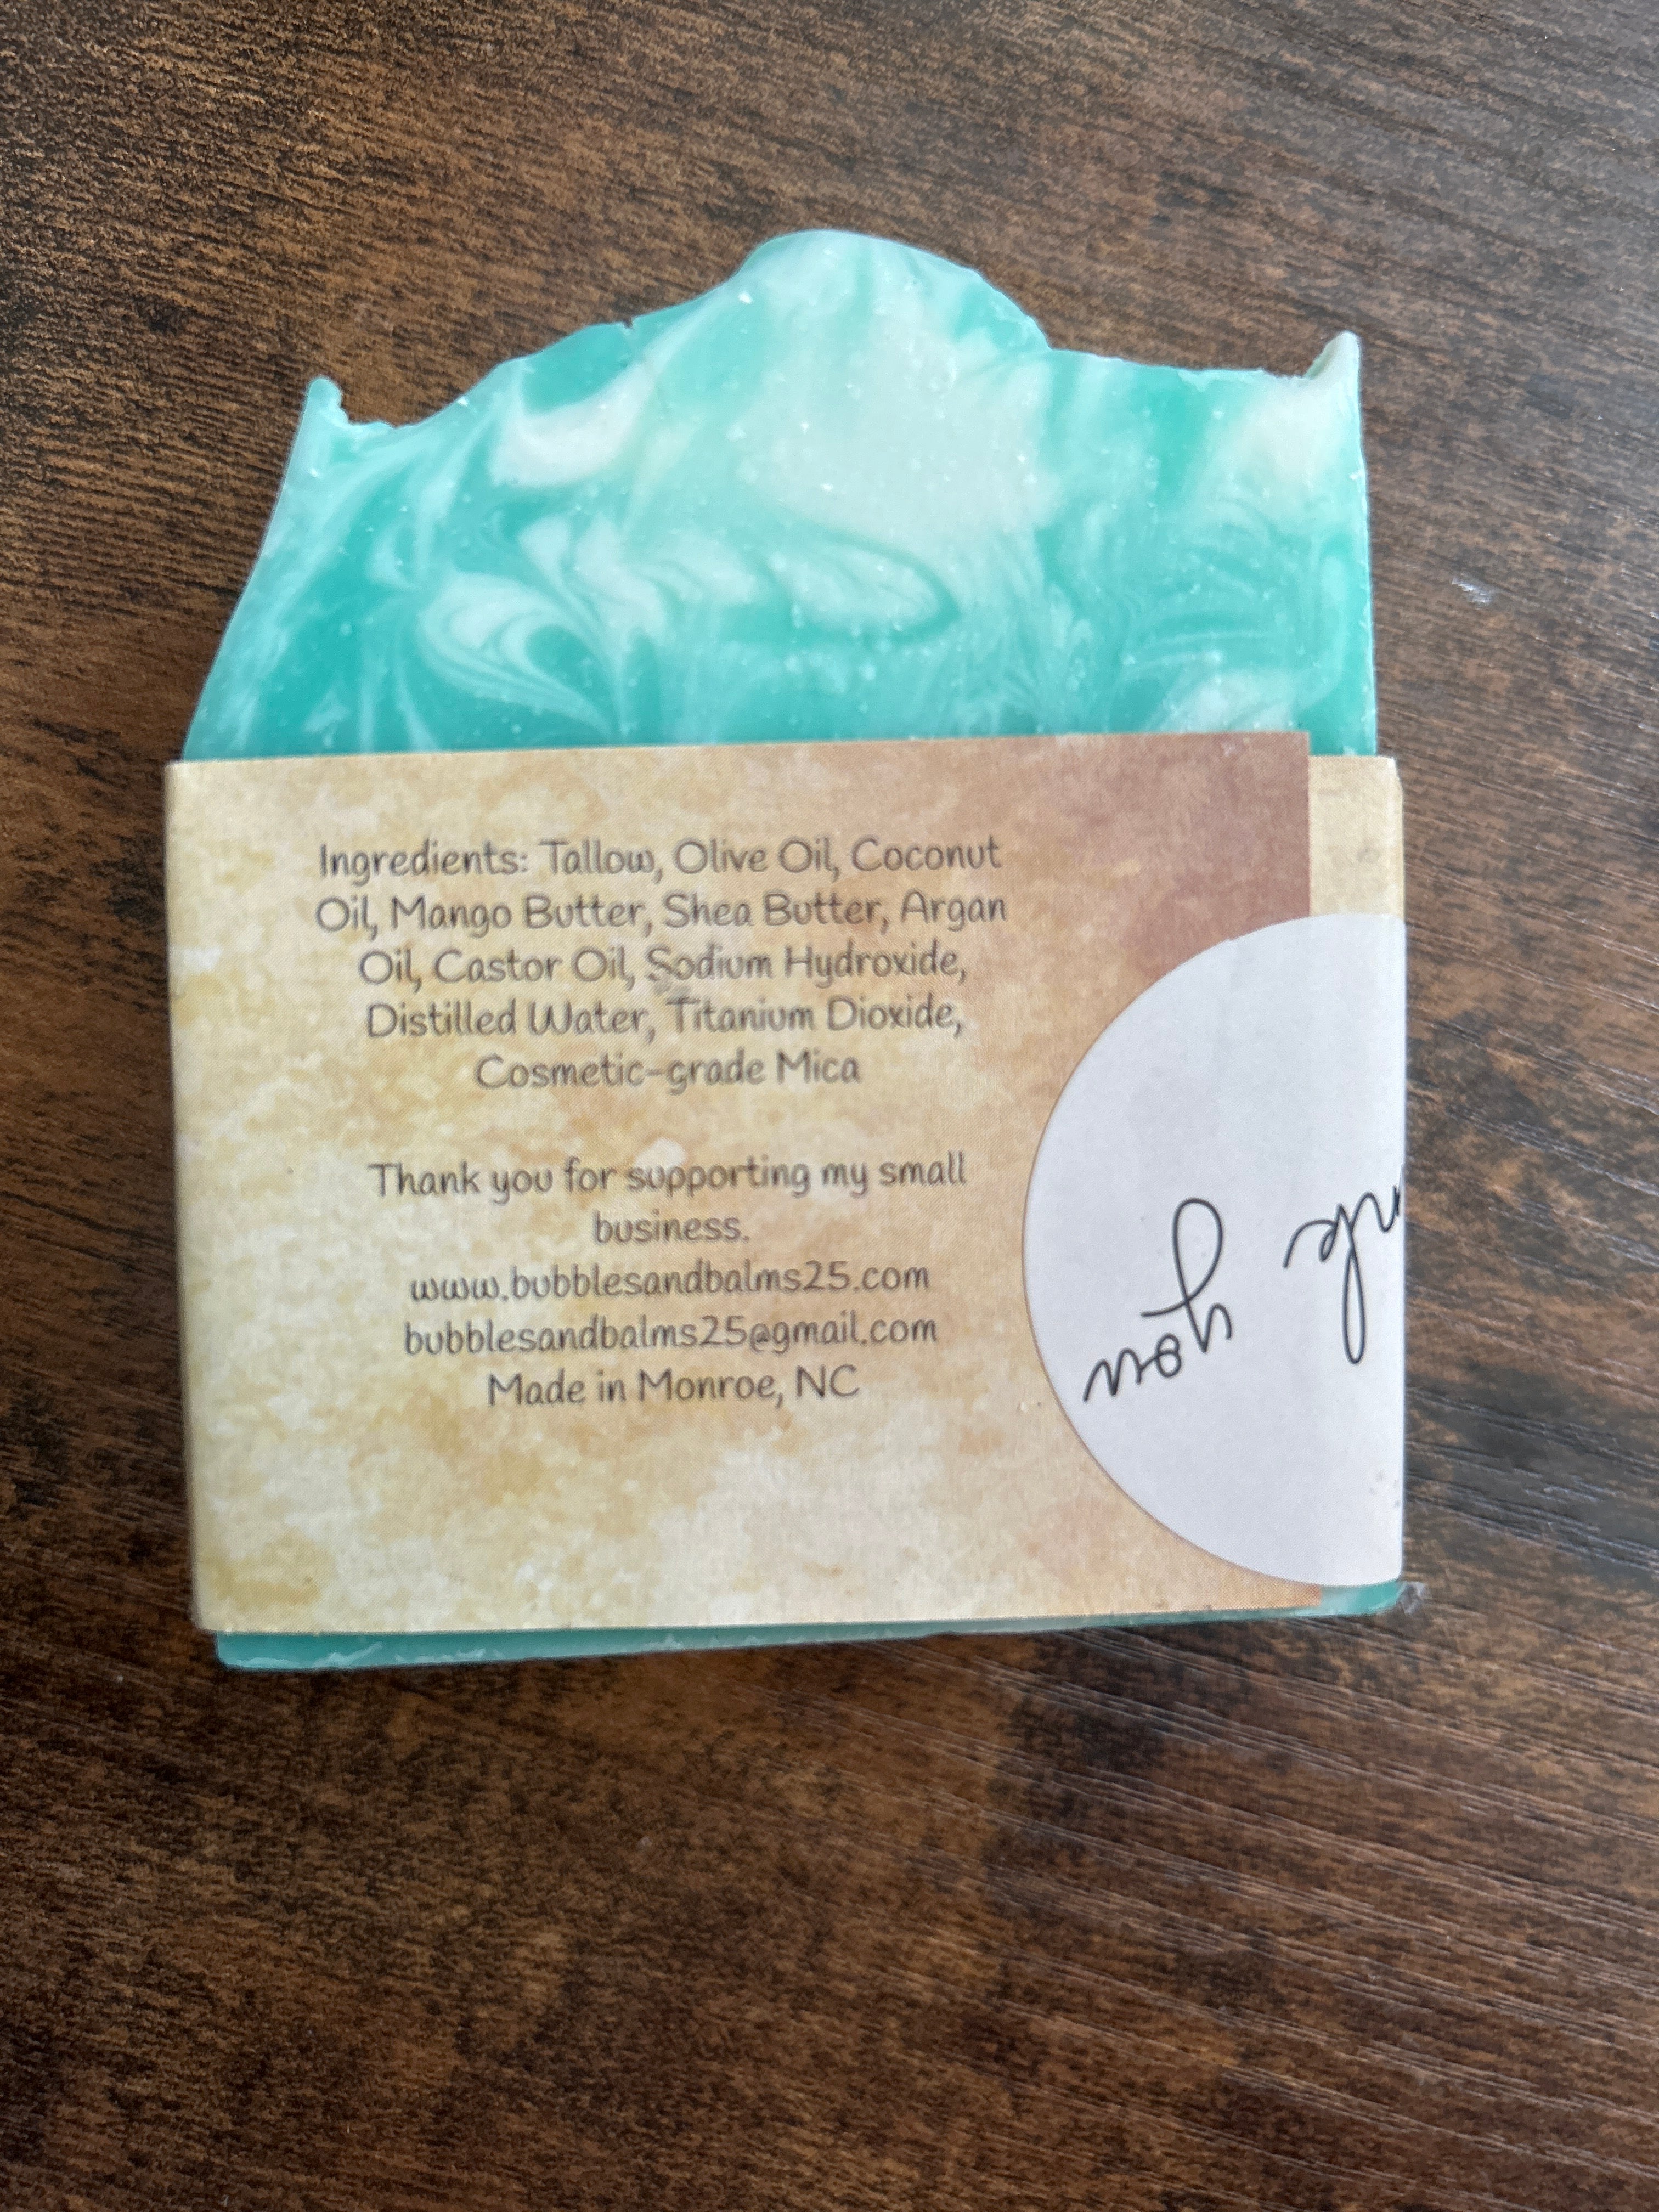 Ingredients: Tallow, Olive Oil, Coconut
Oil, Mango Butter, Shea Butter, Argan
Oil, Castor Oil, Sodium Hydroxide,
Distilled Water, Titanium Dioxide,
Cosmetic-grade Mica
Thank you for supporting my small
business.
www.bubblesandbalms25.com
bubblesandbalms25@gmail.com
Made in Monroe, NC
you